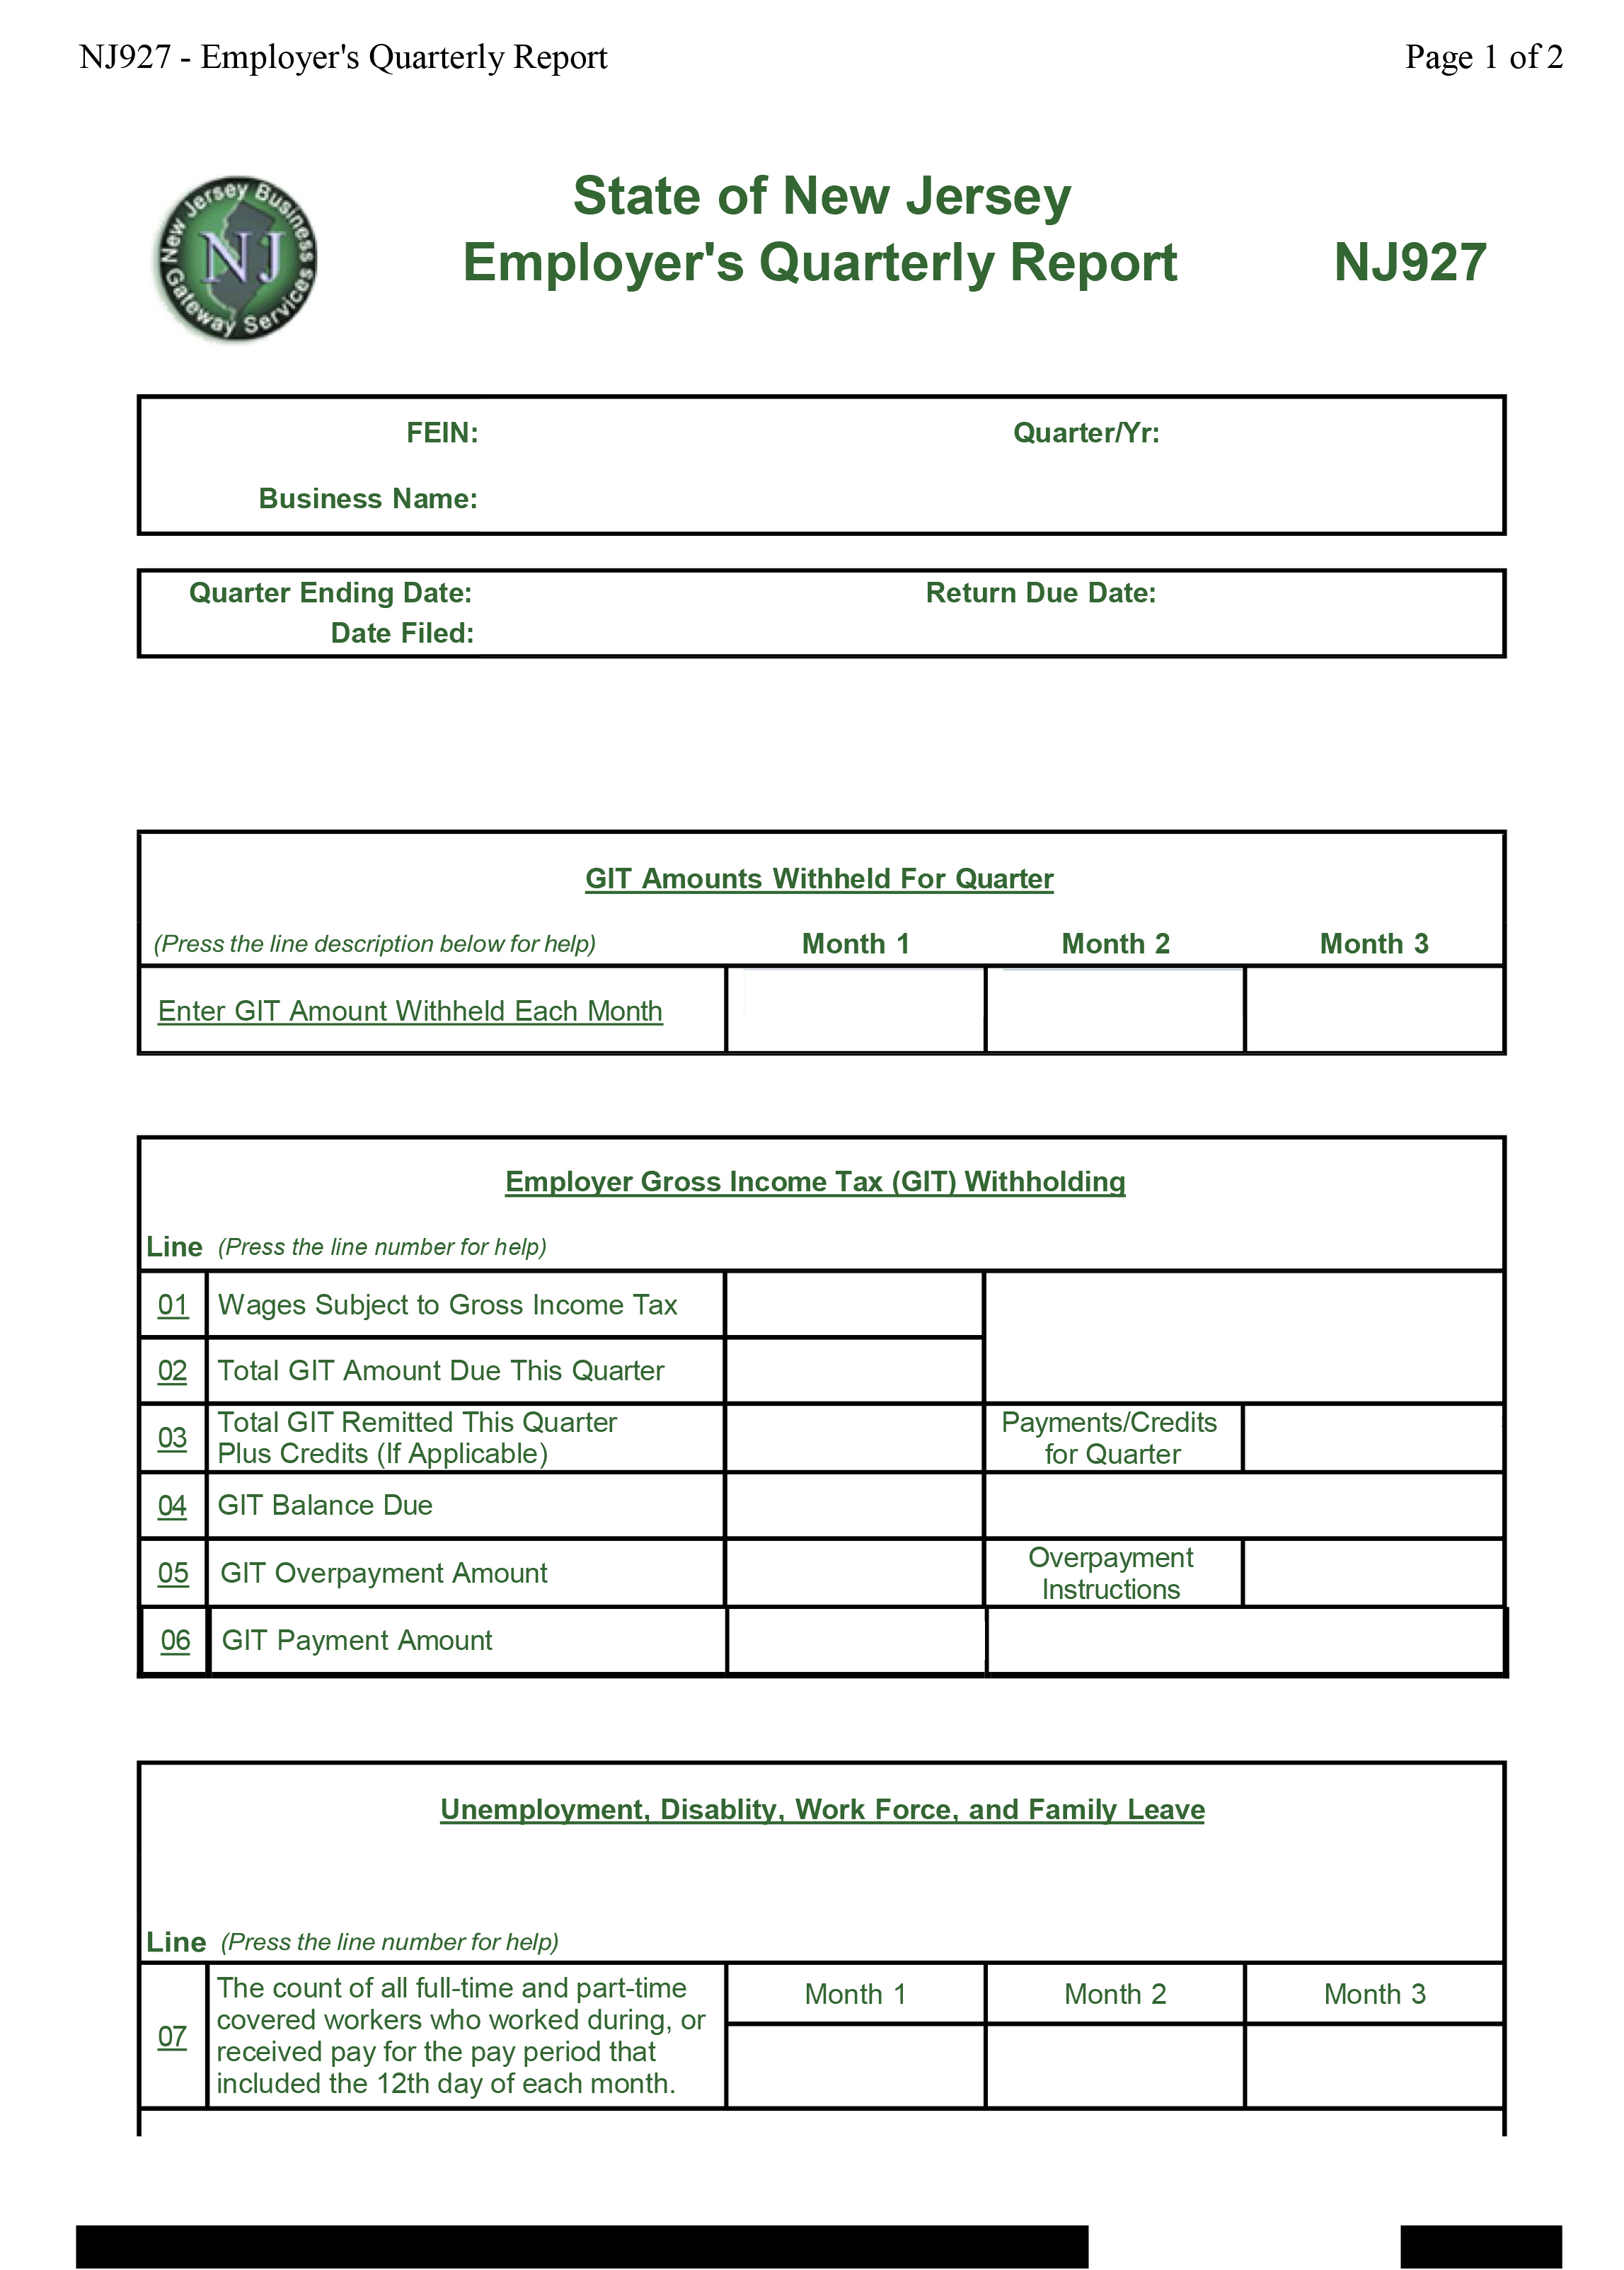 NJ927 - Employer's Quarterly Report Page 1 of 2
New Jersey Business
NJ
Gateway Services
State of New Jersey
Employer's Quarterly Report NJ927
FEIN: Quarter/Yr:
Business Name:
Quarter Ending Date: Return Due Date:
Date Filed:
GIT Amounts Withheld For Quarter
(Press the line description below for help) Month 1 Month 2 Month 3
Enter GIT Amount Withheld Each Month
Employer Gross Income Tax (GIT) Withholding
Line (Press the line number for help)
01 Wages Subject to Gross Income Tax
02 Total GIT Amount Due This Quarter
03 Total GIT Remitted This Quarter
Plus Credits (If Applicable)
Payments/Credits
for Quarter
04 GIT Balance Due
05 GIT Overpayment Amount
Overpayment
Instructions
06 GIT Payment Amount
Unemployment, Disablity, Work Force, and Family Leave
Line (Press the line number for help)
07
The count of all full-time and part-time
covered workers who worked during, or
received pay for the pay period that
included the 12th day of each month.
Month 1 Month 2 Month 3